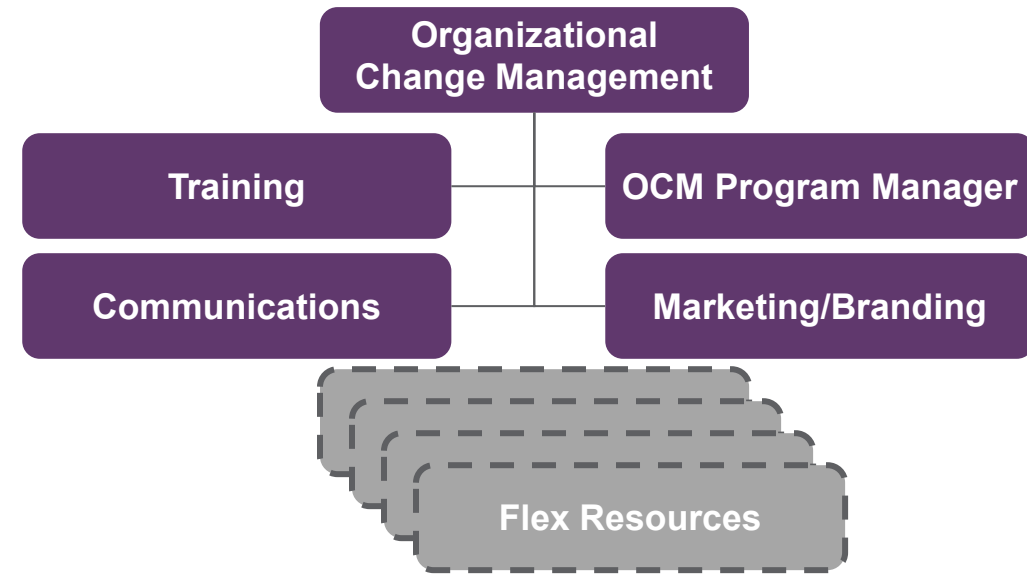 Organizational
Change Management
Training
OCM Program Manager
Communications
Marketing/Branding
Flex Resources